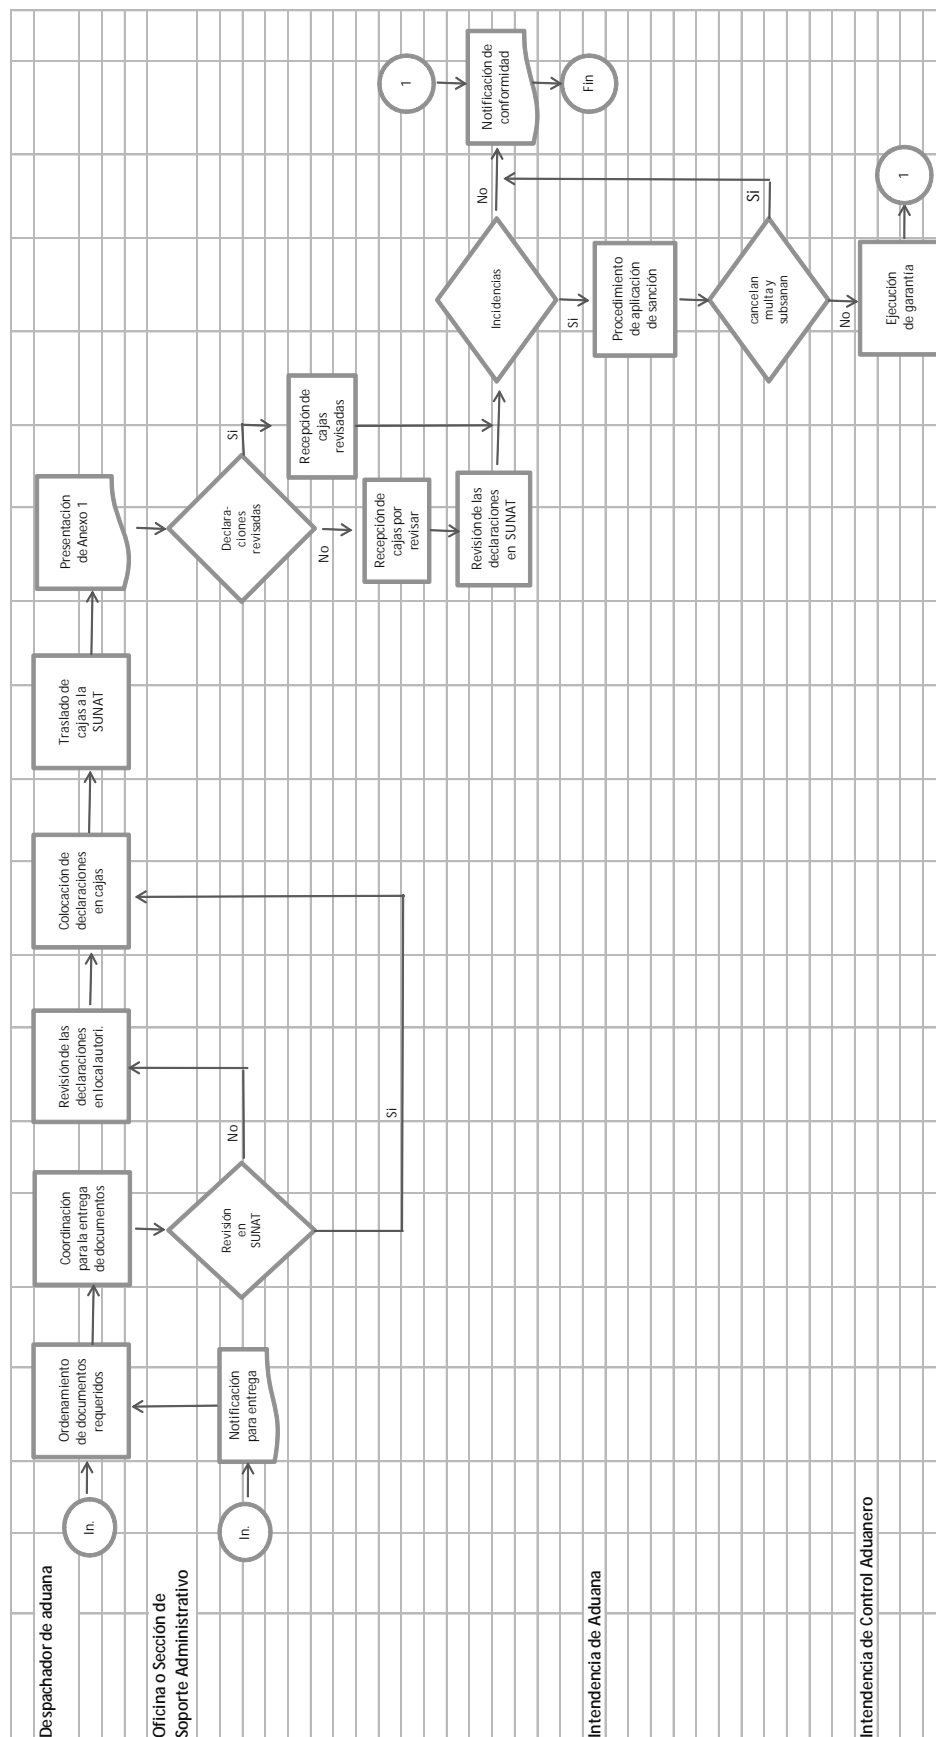 Despachador de aduana
In.
Ordenamiento
de documentos
requeridos
Coordinación
para la entrega
de documentos
Revisión de las
declaraciones
en local autori.
Colocación de
declaraciones
en cajas
Traslado de
cajas a la
SUNAT
Presentación
de Anexo 1
Oficina o Sección de
Soporte Administrativo
In.
Notificación
para entrega
Revisión
en
SUNAT
No
Si
Declara-
ciones
revisadas
Si
No
Recepción de
cajas
revisadas
Recepción de
cajas por
revisar
Revisión de las
declaraciones
en SUNAT
1
Notificación de
conformidad
Fin
Incidencias
No
Si
Intendencia de Aduana
Procedimiento
de aplicación
de sanción
cancelan
multa y
subsanan
Si
No
Intendencia de Control Aduanero
Ejecución
de garantía
1